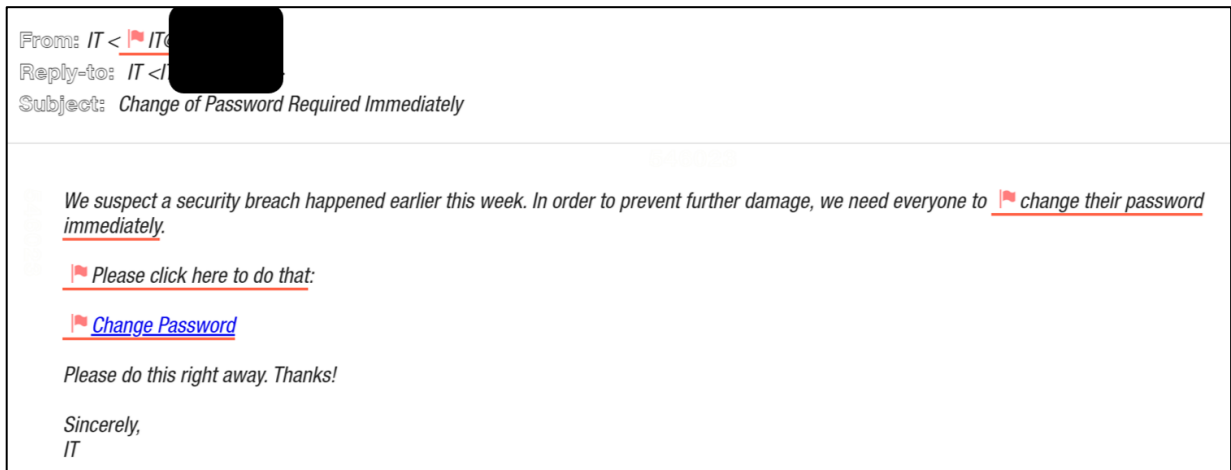 From: IT < IT@
Reply-to: IT <IT
Subject: Change of Password Required Immediately
We suspect a security breach happened earlier this week. In order to prevent further damage, we need everyone to change their password
immediately.
Please click here to do that:
Change Password
Please do this right away. Thanks!
Sincerely,
IT